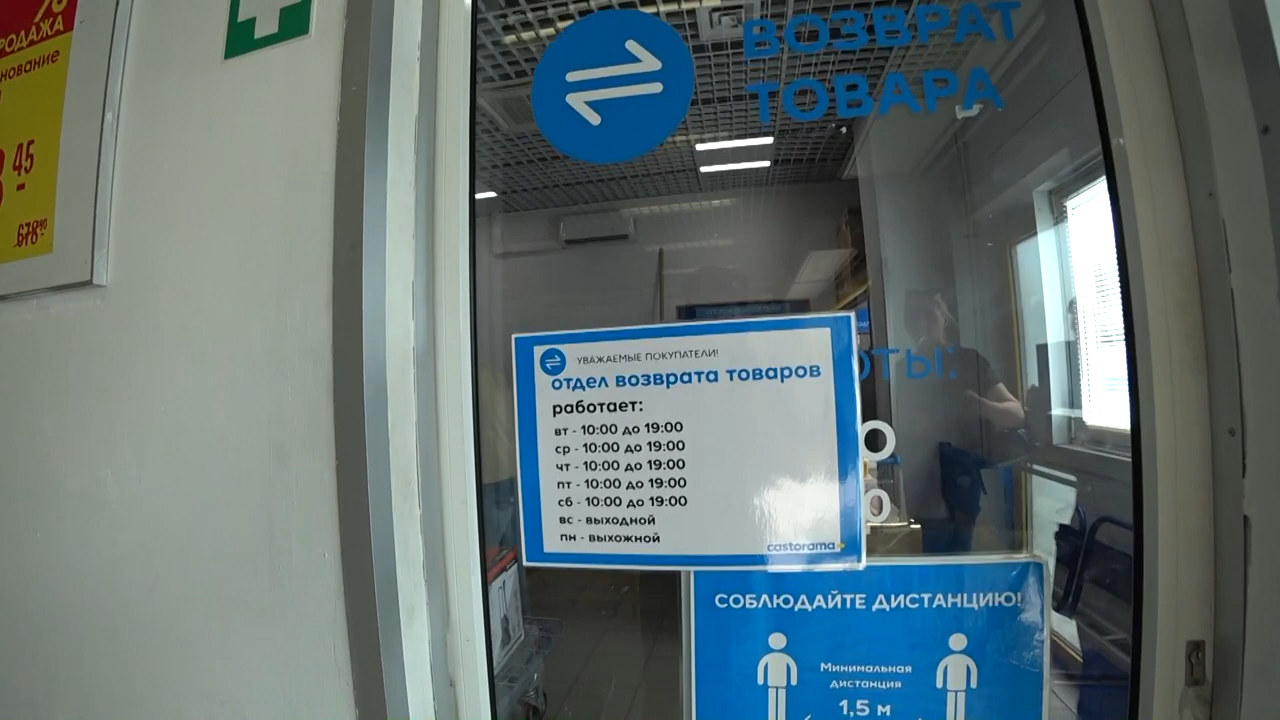 %
ВОЗВРАТ
ТОВАРА
45
678⁹⁰
УВАЖАЕМЫЕ ПОКУПАТЕЛИ!
отдел возврата товаров
работает:
вт - 10:00 до 19:00
ср - 10:00 до 19:00
чт - 10:00 до 19:00
пт - 10:00 до 19:00
сб - 10:00 до 19:00
вс - выходной
пн - выхожной
castorama
СОБЛЮДАЙТЕ ДИСТАНЦИЮ!
Минимальная
дистанция
1,5 м